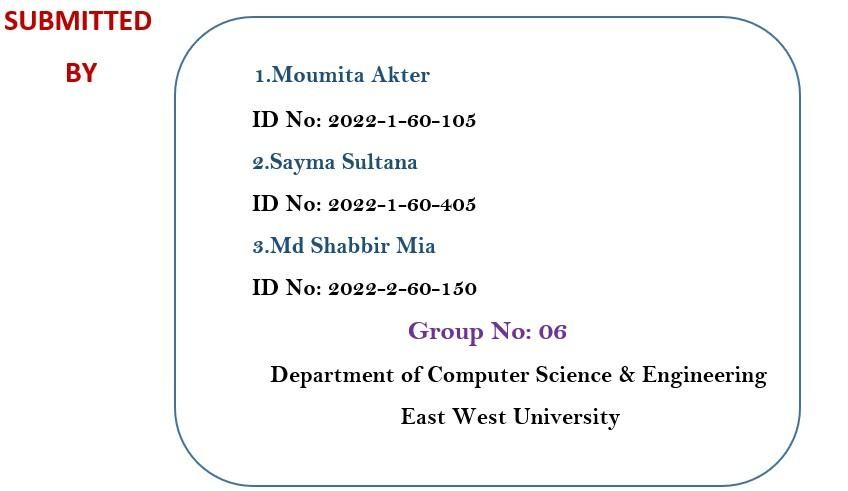 SUBMITTED
BY
1.Moumita Akter
ID No: 2022-1-60-105
2.Sayma Sultana
ID No: 2022-1-60-405
3.Md Shabbir Mia
ID No: 2022-2-60-150
Group No: 06
Department of Computer Science & Engineering
East West University